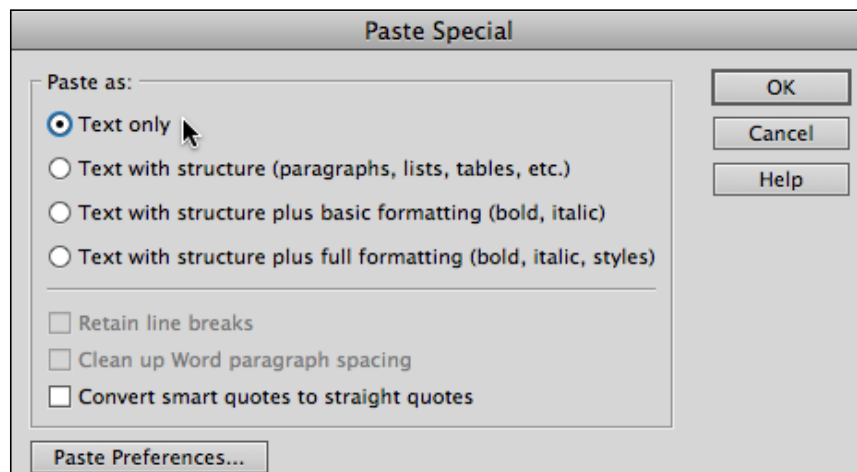 Paste Special
Paste as:
Text only
Text with structure (paragraphs, lists, tables, etc.)
Text with structure plus basic formatting (bold, italic)
Text with structure plus full formatting (bold, italic, styles)
Retain line breaks
Clean up Word paragraph spacing
Convert smart quotes to straight quotes
Paste Preferences...
OK
Cancel
Help